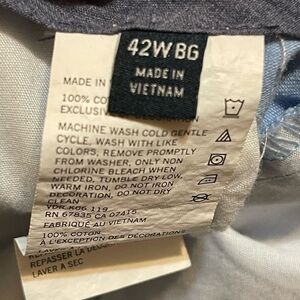 42W BG
MADE IN
VIETNAM
MADE IN
100% COT
EXCLUSIV
MACHINE WASH COLD GENTLE
CYCLE, WASH WITH LIKE
COLORS, REMOVE PROMPTLY
FROM WASHER, ONLY NON
CHLORINE BLEACH WHEN
NEEDED, TUMBLE DRY LOW,
WARM IRON, DO NOT IRON
DECORATION, DO NOT DRY
CLEAN
119
RN 67835 CA 07415
FABRIQUÉ AU VIETNAM
100% COTON
À L'EXCEPTION DES DÉCORATIONS
REPASSER LA DÉCO
LAVER A SEC